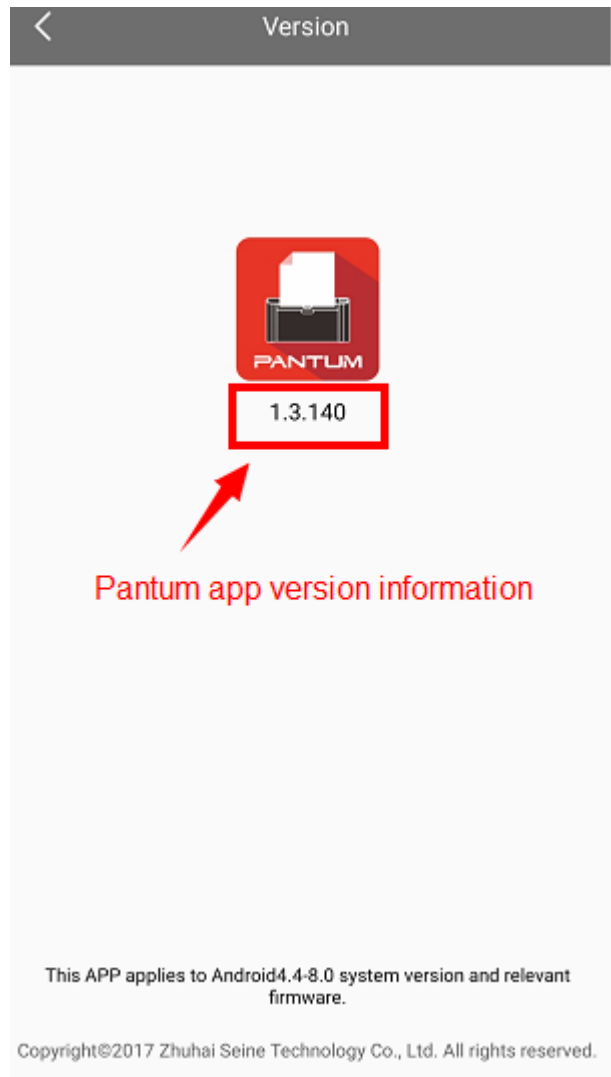 Version
PANTUM
1.3.140
Pantum app version information
This APP applies to Android4.4-8.0 system version and relevant
firmware.
Copyright©2017 Zhuhai Seine Technology Co., Ltd. All rights reserved.